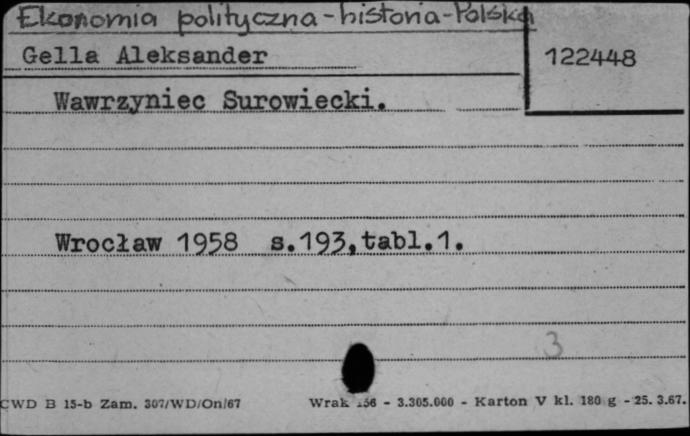 Ekonomia polityczna - historia - Polska
Gella Aleksander
122448
Wawrzyniec Surowiecki.
Wrocław 1958 s.193,tabl.1.
3
CWD B 15-b Zam. 307/WD/On/67 Wrak 56 - 3.305.000 - Karton V kl. 180 g - 25. 3.67.